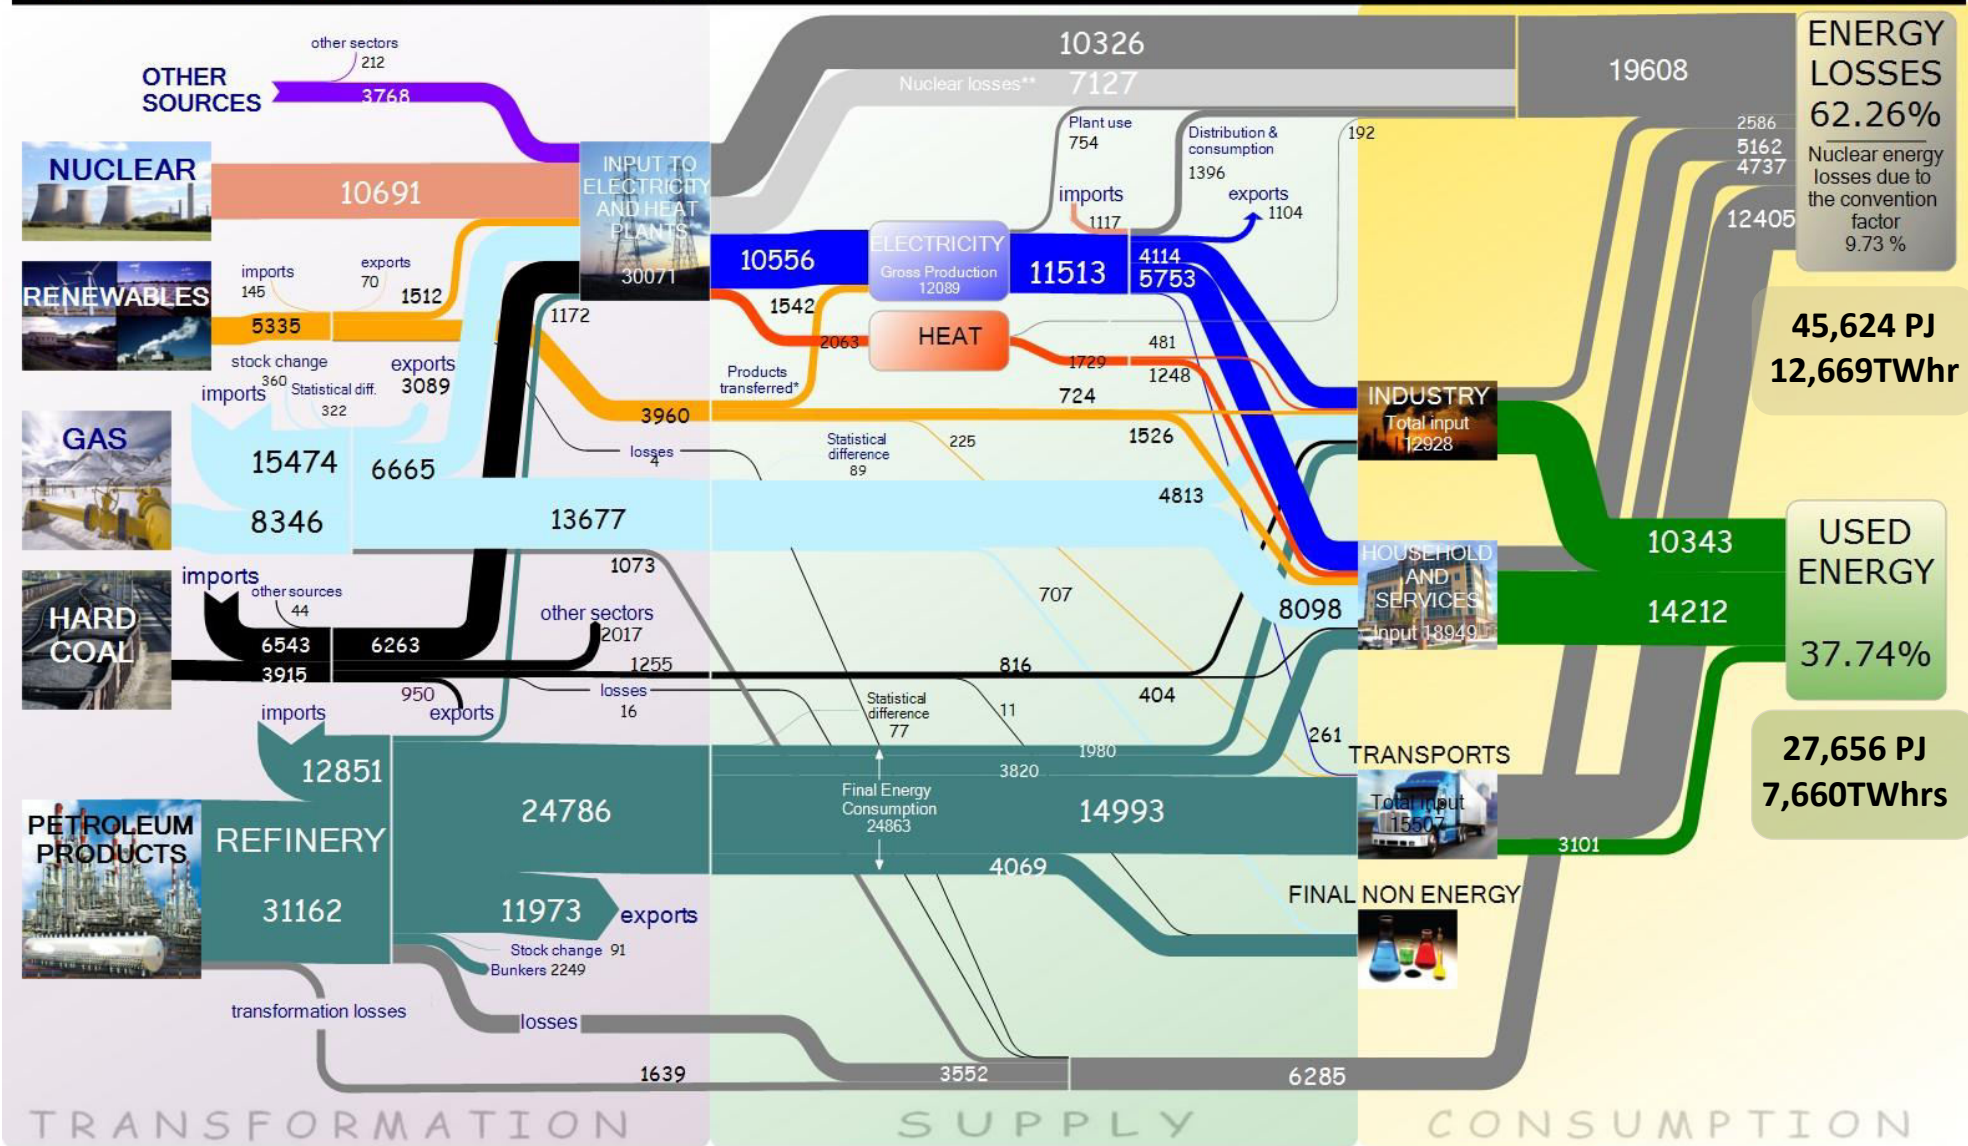 other sectors
212
OTHER
SOURCES
3768
NUCLEAR
10691
RENEWABLES
imports
145
exports
70
1512
5335
1172
stock change
360
Statistical diff.
322
exports
3089
imports
GAS
15474
6665
8346
13677
1073
imports
other sources
44
HARD
COAL
6543
6263
3915
other sectors
2017
1255
950
exports
losses
16
imports
12851
24786
PETROLEUM
PRODUCTS
REFINERY
31162
11973
exports
Stock change 91
Bunkers 2249
transformation losses
losses
1639
TRANSFORMATION
INPUT TO
ELECTRICITY
AND HEAT
PLANTS
30071
10326
Nuclear losses**
7127
Plant use
754
Distribution &
consumption
1396
192
imports
1117
exports
1104
10556
ELECTRICITY
Gross Production
12089
11513
4114
5753
1542
2063
HEAT
1729
481
1248
Products
transferred*
3960
724
1526
losses
4
Statistical
difference
89
225
4813
707
8098
816
404
Statistical
difference
77
11
261
1980
3820
Final Energy
Consumption
24863
14993
4069
3552
6285
SUPPLY
19608
2586
5162
4737
12405
ENERGY
LOSSES
62.26%
Nuclear energy
losses due to
the convention
factor
9.73 %
45,624 PJ
12,669TWhr
INDUSTRY
Total input
12928
HOUSEHOLD
AND
SERVICES
Input 18949
TRANSPORTS
Total input
15507
FINAL NON ENERGY
10343
14212
3101
USED
ENERGY
37.74%
27,656 PJ
7,660TWhrs
CONSUMPTION